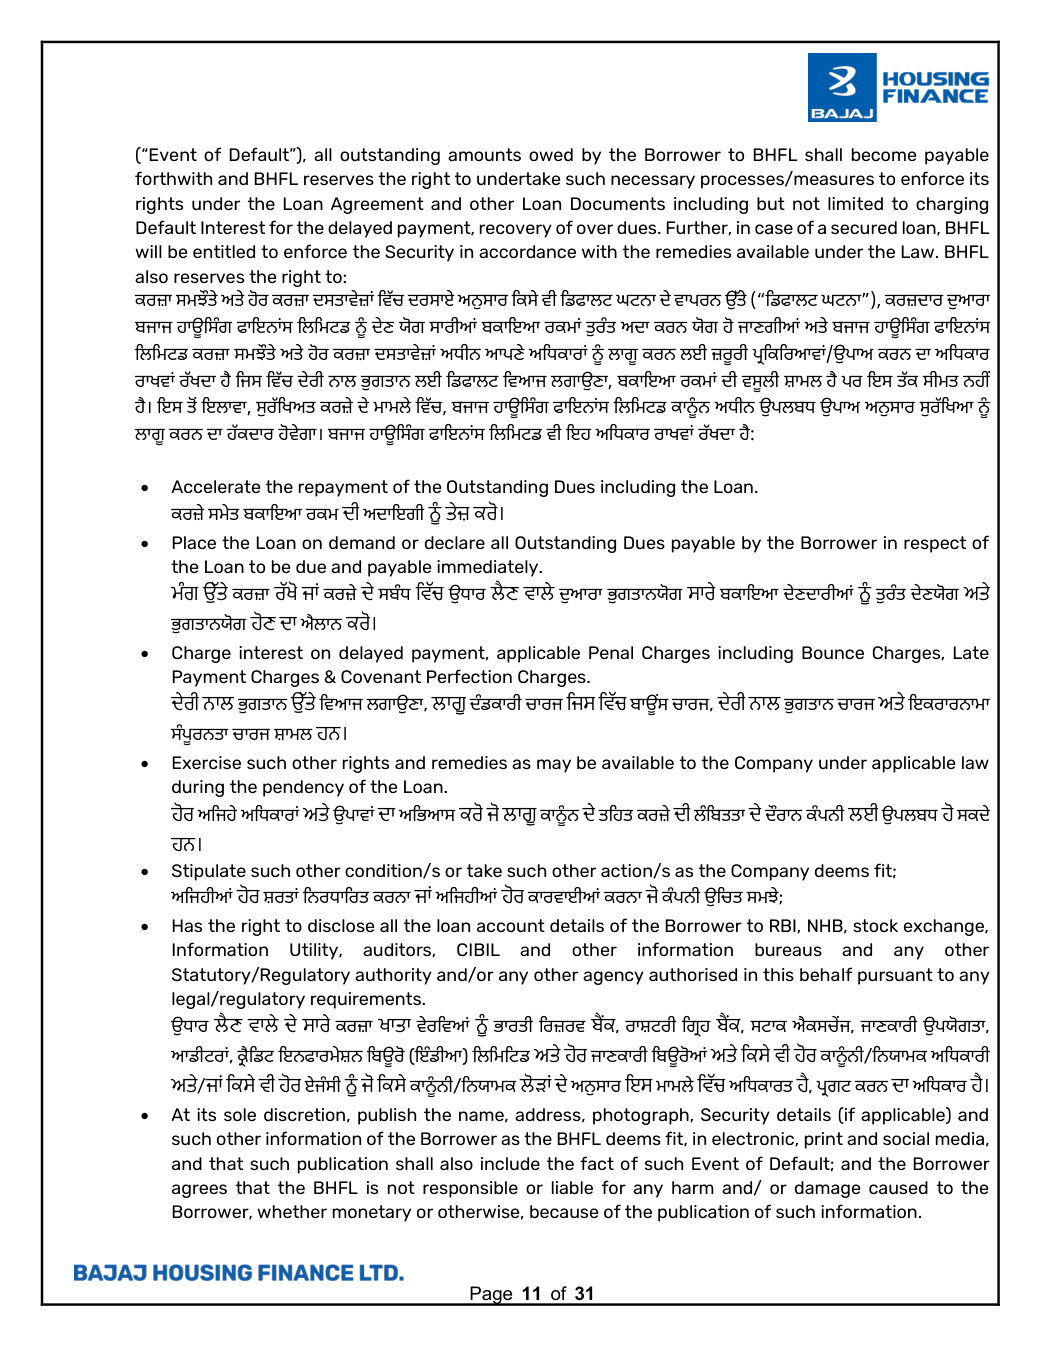 HOUSING
FINANCE
BAJAJ
(“Event of Default”), all outstanding amounts owed by the Borrower to BHFL shall become payable
forthwith and BHFL reserves the right to undertake such necessary processes/measures to enforce its
rights under the Loan Agreement and other Loan Documents including but not limited to charging
Default Interest for the delayed payment, recovery of over dues. Further, in case of a secured loan, BHFL
will be entitled to enforce the Security in accordance with the remedies available under the Law. BHFL
also reserves the right to:
ਕਰਜ਼ਾ ਸਮਝੌਤੇ ਅਤੇ ਹੋਰ ਕਰਜ਼ਾ ਦਸਤਾਵੇਜ਼ਾਂ ਵਿੱਚ ਦਰਸਾਏ ਅਨੁਸਾਰ ਕਿਸੇ ਵੀ ਡਿਫਾਲਟ ਘਟਨਾ ਦੇ ਵਾਪਰਨ ਉੱਤੇ (“ਡਿਫਾਲਟ ਘਟਨਾ”), ਕਰਜ਼ਦਾਰ ਦੁਆਰਾ
ਬਜਾਜ ਹਾਊਸਿੰਗ ਫਾਇਨਾਂਸ ਲਿਮਿਟਡ ਨੂੰ ਦੇਣ ਯੋਗ ਸਾਰੀਆਂ ਬਕਾਇਆ ਰਕਮਾਂ ਤੁਰੰਤ ਅਦਾ ਕਰਨ ਯੋਗ ਹੋ ਜਾਣਗੀਆਂ ਅਤੇ ਬਜਾਜ ਹਾਊਸਿੰਗ ਫਾਇਨਾਂਸ
ਲਿਮਿਟਡ ਕਰਜ਼ਾ ਸਮਝੌਤੇ ਅਤੇ ਹੋਰ ਕਰਜ਼ਾ ਦਸਤਾਵੇਜ਼ਾਂ ਅਧੀਨ ਆਪਣੇ ਅਧਿਕਾਰਾਂ ਨੂੰ ਲਾਗੂ ਕਰਨ ਲਈ ਜ਼ਰੂਰੀ ਪ੍ਰਕਿਰਿਆਵਾਂ/ਉਪਾਅ ਕਰਨ ਦਾ ਅਧਿਕਾਰ
ਰਾਖਵਾਂ ਰੱਖਦਾ ਹੈ ਜਿਸ ਵਿੱਚ ਦੇਰੀ ਨਾਲ ਭੁਗਤਾਨ ਲਈ ਡਿਫਾਲਟ ਵਿਆਜ ਲਗਾਉਣਾ, ਬਕਾਇਆ ਰਕਮਾਂ ਦੀ ਵਸੂਲੀ ਸ਼ਾਮਲ ਹੈ ਪਰ ਇਸ ਤੱਕ ਸੀਮਤ ਨਹੀਂ
ਹੈ। ਇਸ ਤੋਂ ਇਲਾਵਾ, ਸੁਰੱਖਿਅਤ ਕਰਜ਼ੇ ਦੇ ਮਾਮਲੇ ਵਿੱਚ, ਬਜਾਜ ਹਾਊਸਿੰਗ ਫਾਇਨਾਂਸ ਲਿਮਿਟਡ ਕਾਨੂੰਨ ਅਧੀਨ ਉਪਲਬਧ ਉਪਾਅ ਅਨੁਸਾਰ ਸੁਰੱਖਿਆ ਨੂੰ
ਲਾਗੂ ਕਰਨ ਦਾ ਹੱਕਦਾਰ ਹੋਵੇਗਾ। ਬਜਾਜ ਹਾਊਸਿੰਗ ਫਾਇਨਾਂਸ ਲਿਮਿਟਡ ਵੀ ਇਹ ਅਧਿਕਾਰ ਰਾਖਵਾਂ ਰੱਖਦਾ ਹੈ:
• Accelerate the repayment of the Outstanding Dues including the Loan.
ਕਰਜ਼ੇ ਸਮੇਤ ਬਕਾਇਆ ਰਕਮ ਦੀ ਅਦਾਇਗੀ ਨੂੰ ਤੇਜ਼ ਕਰੋ।
• Place the Loan on demand or declare all Outstanding Dues payable by the Borrower in respect of
the Loan to be due and payable immediately.
ਮੰਗ ਉੱਤੇ ਕਰਜ਼ਾ ਰੱਖੋ ਜਾਂ ਕਰਜ਼ੇ ਦੇ ਸਬੰਧ ਵਿੱਚ ਉਧਾਰ ਲੈਣ ਵਾਲੇ ਦੁਆਰਾ ਭੁਗਤਾਨਯੋਗ ਸਾਰੇ ਬਕਾਇਆ ਦੇਣਦਾਰੀਆਂ ਨੂੰ ਤੁਰੰਤ ਦੇਣਯੋਗ ਅਤੇ
ਭੁਗਤਾਨਯੋਗ ਹੋਣ ਦਾ ਐਲਾਨ ਕਰੋ।
• Charge interest on delayed payment, applicable Penal Charges including Bounce Charges, Late
Payment Charges & Covenant Perfection Charges.
ਦੇਰੀ ਨਾਲ ਭੁਗਤਾਨ ਉੱਤੇ ਵਿਆਜ ਲਗਾਉਣਾ, ਲਾਗੂ ਦੰਡਕਾਰੀ ਚਾਰਜ ਜਿਸ ਵਿੱਚ ਬਾਊਂਸ ਚਾਰਜ, ਦੇਰੀ ਨਾਲ ਭੁਗਤਾਨ ਚਾਰਜ ਅਤੇ ਇਕਰਾਰਨਾਮਾ
ਸੰਪੂਰਨਤਾ ਚਾਰਜ ਸ਼ਾਮਲ ਹਨ।
• Exercise such other rights and remedies as may be available to the Company under applicable law
during the pendency of the Loan.
ਹੋਰ ਅਜਿਹੇ ਅਧਿਕਾਰਾਂ ਅਤੇ ਉਪਾਵਾਂ ਦਾ ਅਭਿਆਸ ਕਰੋ ਜੋ ਲਾਗੂ ਕਾਨੂੰਨ ਦੇ ਤਹਿਤ ਕਰਜ਼ੇ ਦੀ ਲੰਬਿਤਤਾ ਦੇ ਦੌਰਾਨ ਕੰਪਨੀ ਲਈ ਉਪਲਬਧ ਹੋ ਸਕਦੇ
ਹਨ।
• Stipulate such other condition/s or take such other action/s as the Company deems fit;
ਅਜਿਹੀਆਂ ਹੋਰ ਸ਼ਰਤਾਂ ਨਿਰਧਾਰਿਤ ਕਰਨਾ ਜਾਂ ਅਜਿਹੀਆਂ ਹੋਰ ਕਾਰਵਾਈਆਂ ਕਰਨਾ ਜੋ ਕੰਪਨੀ ਉਚਿਤ ਸਮਝੇ;
• Has the right to disclose all the loan account details of the Borrower to RBI, NHB, stock exchange,
Information Utility, auditors, CIBIL and other information bureaus and any other
Statutory/Regulatory authority and/or any other agency authorised in this behalf pursuant to any
legal/regulatory requirements.
ਉਧਾਰ ਲੈਣ ਵਾਲੇ ਦੇ ਸਾਰੇ ਕਰਜ਼ਾ ਖਾਤਾ ਵੇਰਵਿਆਂ ਨੂੰ ਭਾਰਤੀ ਰਿਜ਼ਰਵ ਬੈਂਕ, ਰਾਸ਼ਟਰੀ ਗ੍ਰਿਹ ਬੈਂਕ, ਸਟਾਕ ਐਕਸਚੇਂਜ, ਜਾਣਕਾਰੀ ਉਪਯੋਗਤਾ,
ਆਡੀਟਰਾਂ, ਕ੍ਰੈਡਿਟ ਇਨਫਾਰਮੇਸ਼ਨ ਬਿਊਰੋ (ਇੰਡੀਆ) ਲਿਮਿਟਿਡ ਅਤੇ ਹੋਰ ਜਾਣਕਾਰੀ ਬਿਊਰੋਆਂ ਅਤੇ ਕਿਸੇ ਵੀ ਹੋਰ ਕਾਨੂੰਨੀ/ਨਿਯਾਮਕ ਅਧਿਕਾਰੀ
ਅਤੇ/ਜਾਂ ਕਿਸੇ ਵੀ ਹੋਰ ਏਜੰਸੀ ਨੂੰ ਜੋ ਕਿਸੇ ਕਾਨੂੰਨੀ/ਨਿਯਾਮਕ ਲੋੜਾਂ ਦੇ ਅਨੁਸਾਰ ਇਸ ਮਾਮਲੇ ਵਿੱਚ ਅਧਿਕਾਰਤ ਹੈ, ਪ੍ਰਗਟ ਕਰਨ ਦਾ ਅਧਿਕਾਰ ਹੈ।
• At its sole discretion, publish the name, address, photograph, Security details (if applicable) and
such other information of the Borrower as the BHFL deems fit, in electronic, print and social media,
and that such publication shall also include the fact of such Event of Default; and the Borrower
agrees that the BHFL is not responsible or liable for any harm and/ or damage caused to the
Borrower, whether monetary or otherwise, because of the publication of such information.
BAJAJ HOUSING FINANCE LTD.
Page 11 of 31